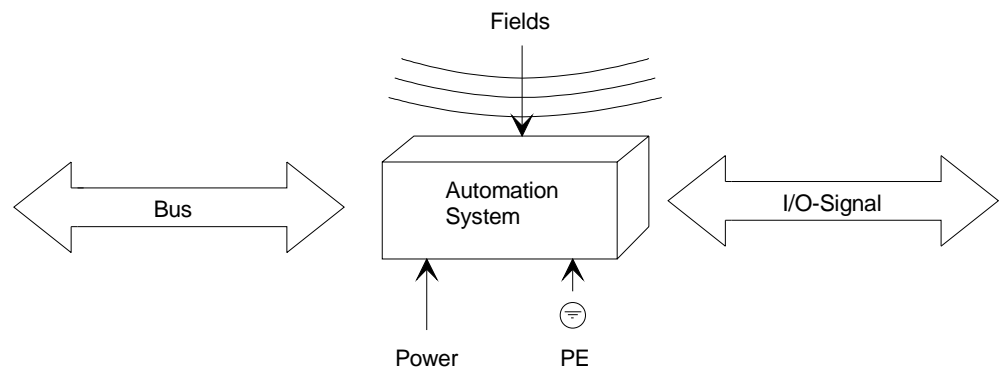 Fields
Automation
System
Bus
I/O-Signal
Power
PE